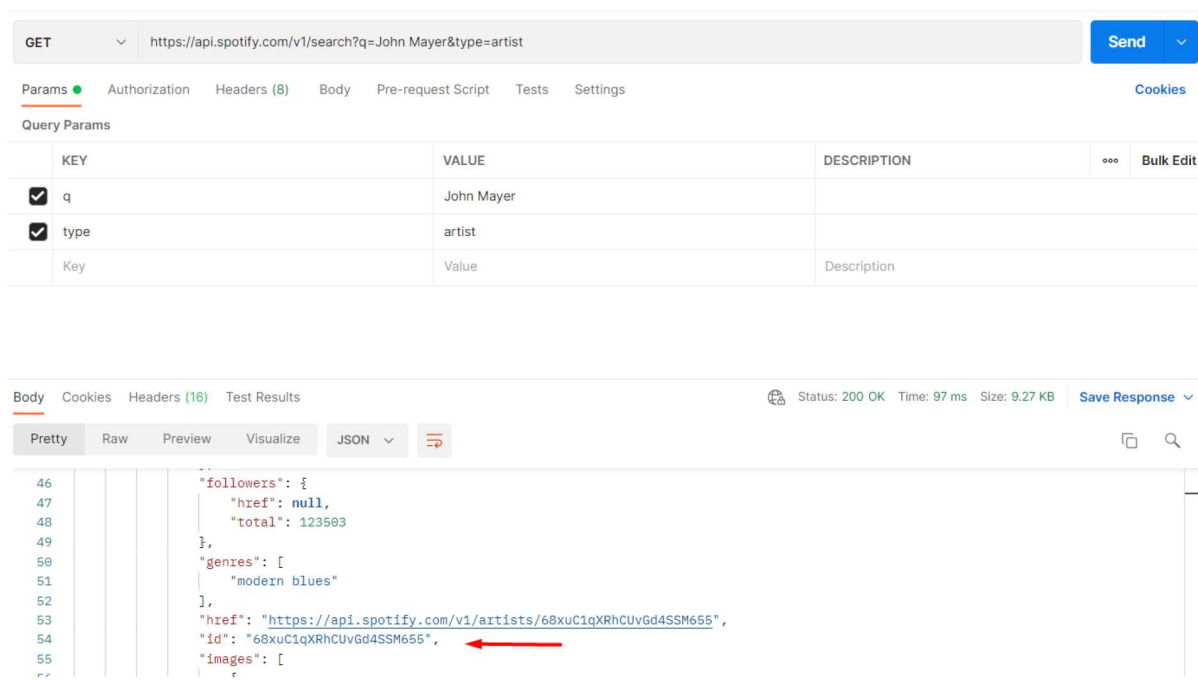 GET https://api.spotify.com/v1/search?q=John Mayer&type=artist Send
Params Authorization Headers (8) Body Pre-request Script Tests Settings Cookies
Query Params
KEY VALUE DESCRIPTION ooo Bulk Edit
q John Mayer
type artist
Key Value Description
Body Cookies Headers (16) Test Results Status: 200 OK Time: 97 ms Size: 9.27 KB Save Response
Pretty Raw Preview Visualize JSON
46 "followers": {
47 "href": null,
48 "total": 123503
49 },
50 "genres": [
51 "modern blues"
52 ],
53 "href": "https://api.spotify.com/v1/artists/68xuC1qXRhCUvGd4SSM655",
54 "id": "68xuC1qXRhCUvGd4SSM655",
55 "images": [